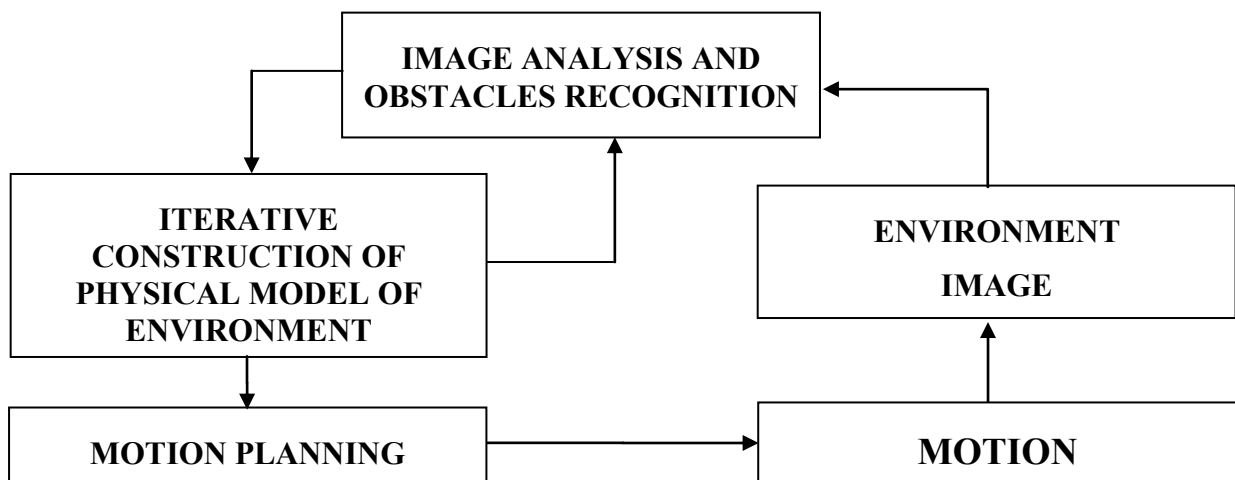 IMAGE ANALYSIS AND
OBSTACLES RECOGNITION
ITERATIVE
CONSTRUCTION OF
PHYSICAL MODEL OF
ENVIRONMENT
ENVIRONMENT
IMAGE
MOTION PLANNING
MOTION